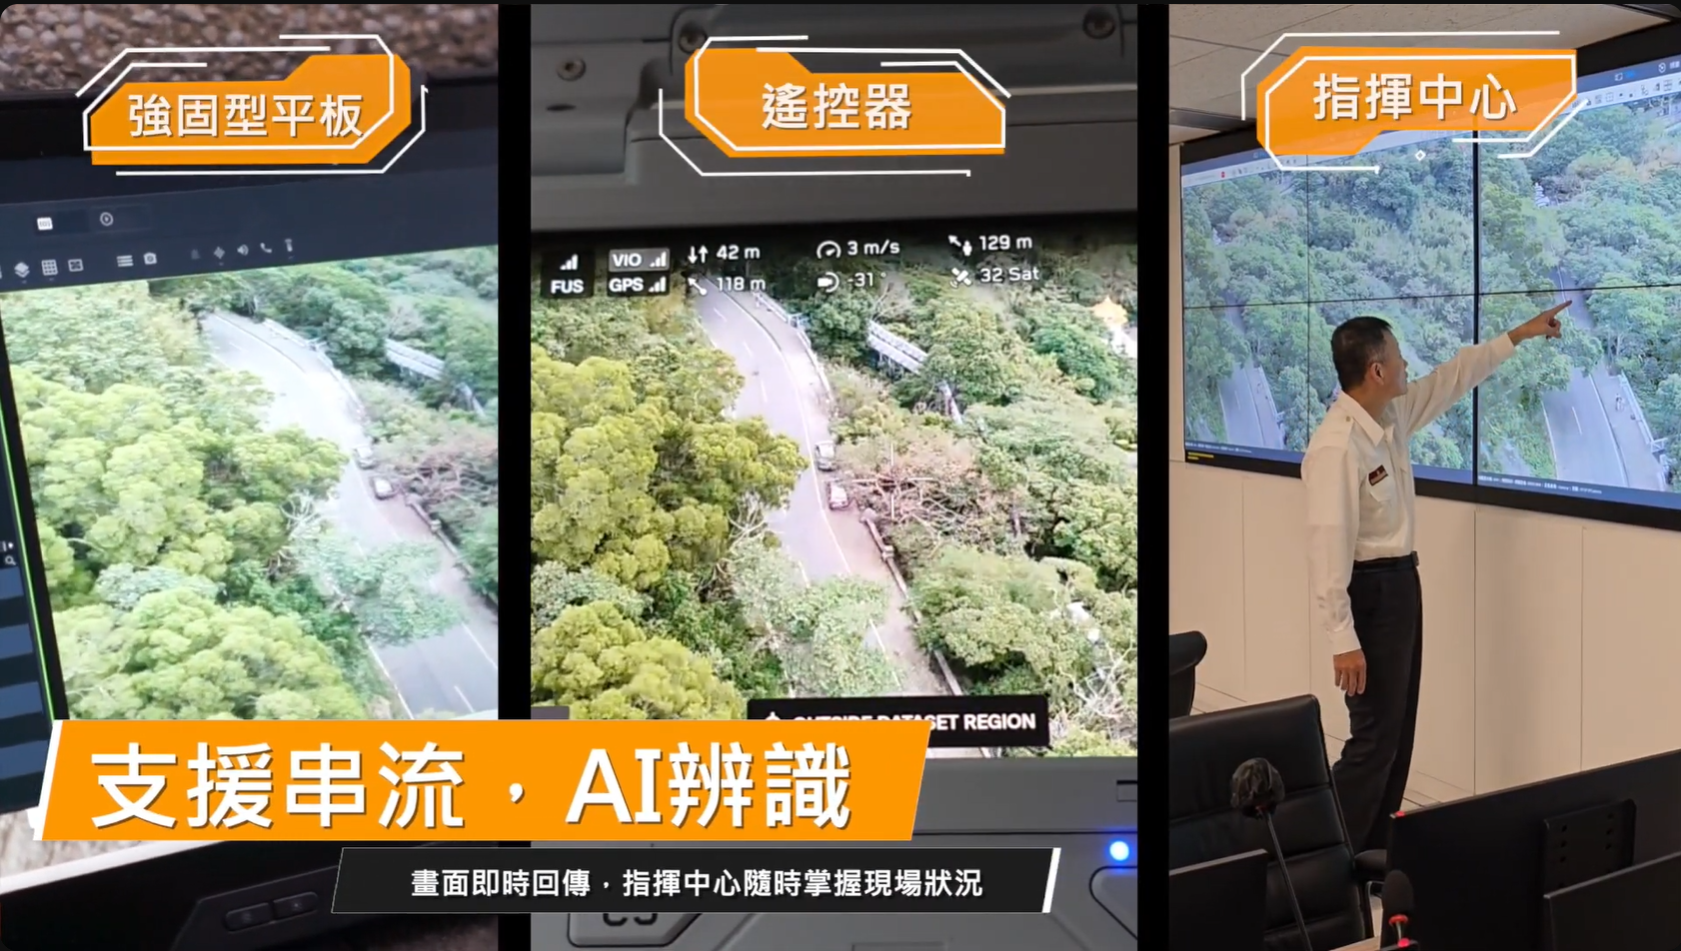 強固型平板
遙控器
指揮中心
FUS
VIO
GPS
42 m
118 m
3 m/s
-31°
129 m
32 Sat
OUTSIDE DATASET REGION
支援串流，AI辨識
畫面即時回傳，指揮中心隨時掌握現場狀況